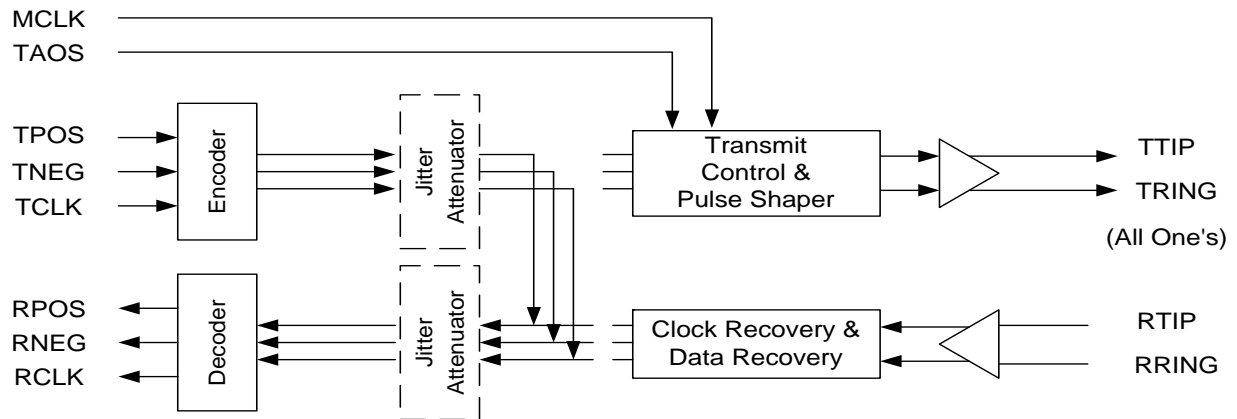 MCLK
TAOS
TPOS
TNEG
TCLK
Encoder
Jitter
Attenuator
Transmit
Control &
Pulse Shaper
TTIP
TRING
(All One's)
RPOS
RNEG
RCLK
Decoder
Jitter
Attenuator
Clock Recovery &
Data Recovery
RTIP
RRING